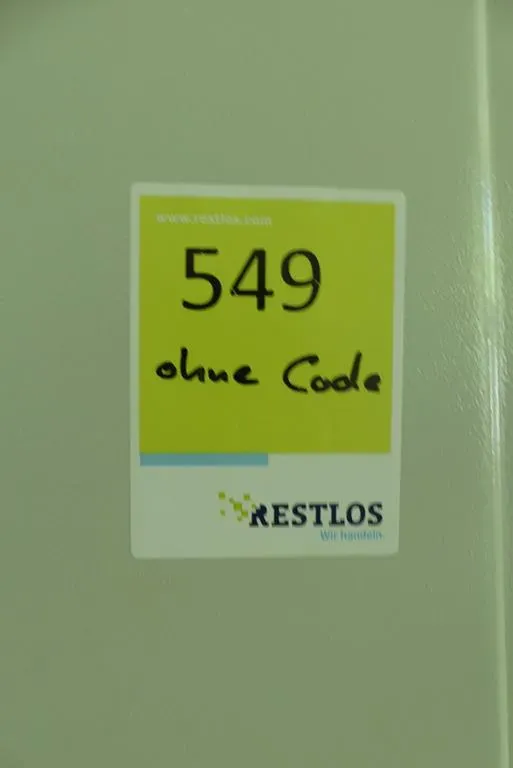 www.restlos.com
549
ohne Code
RESTLOS
Wir handeln.